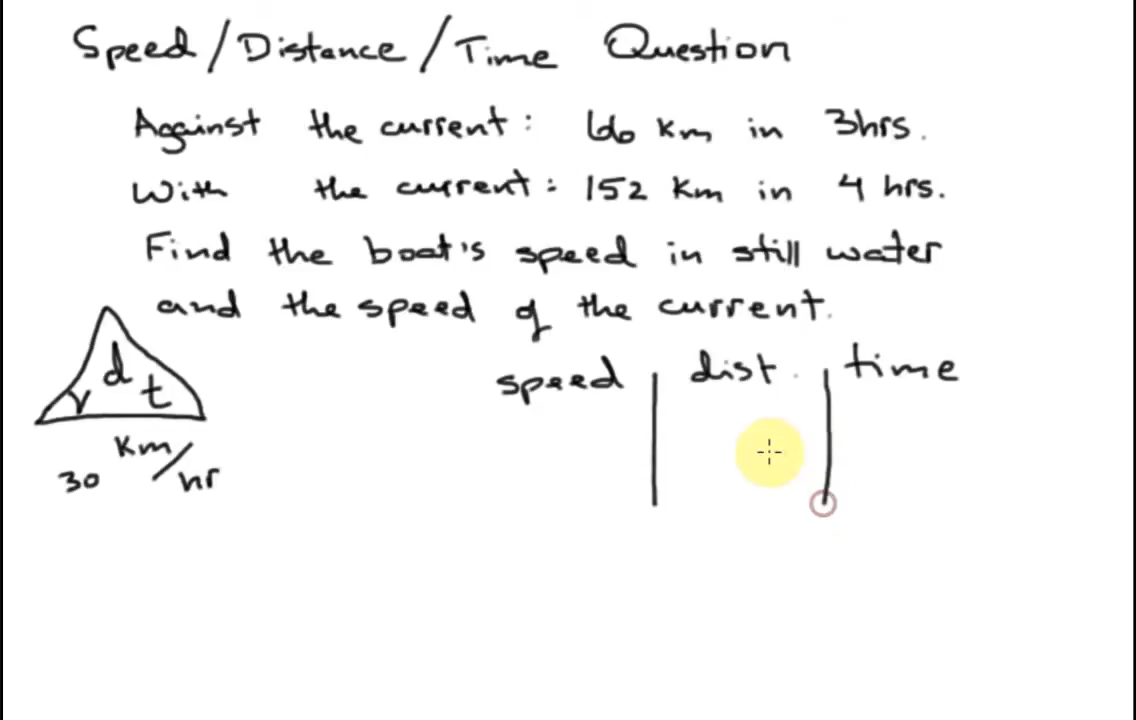 Speed/Distance/Time Question
Against the current: 66 km in 3hrs.
With the current: 152 km in 4 hrs.
Find the boat's speed in still water
and the speed of the current.
d
v t
speed dist. time
30 km/hr